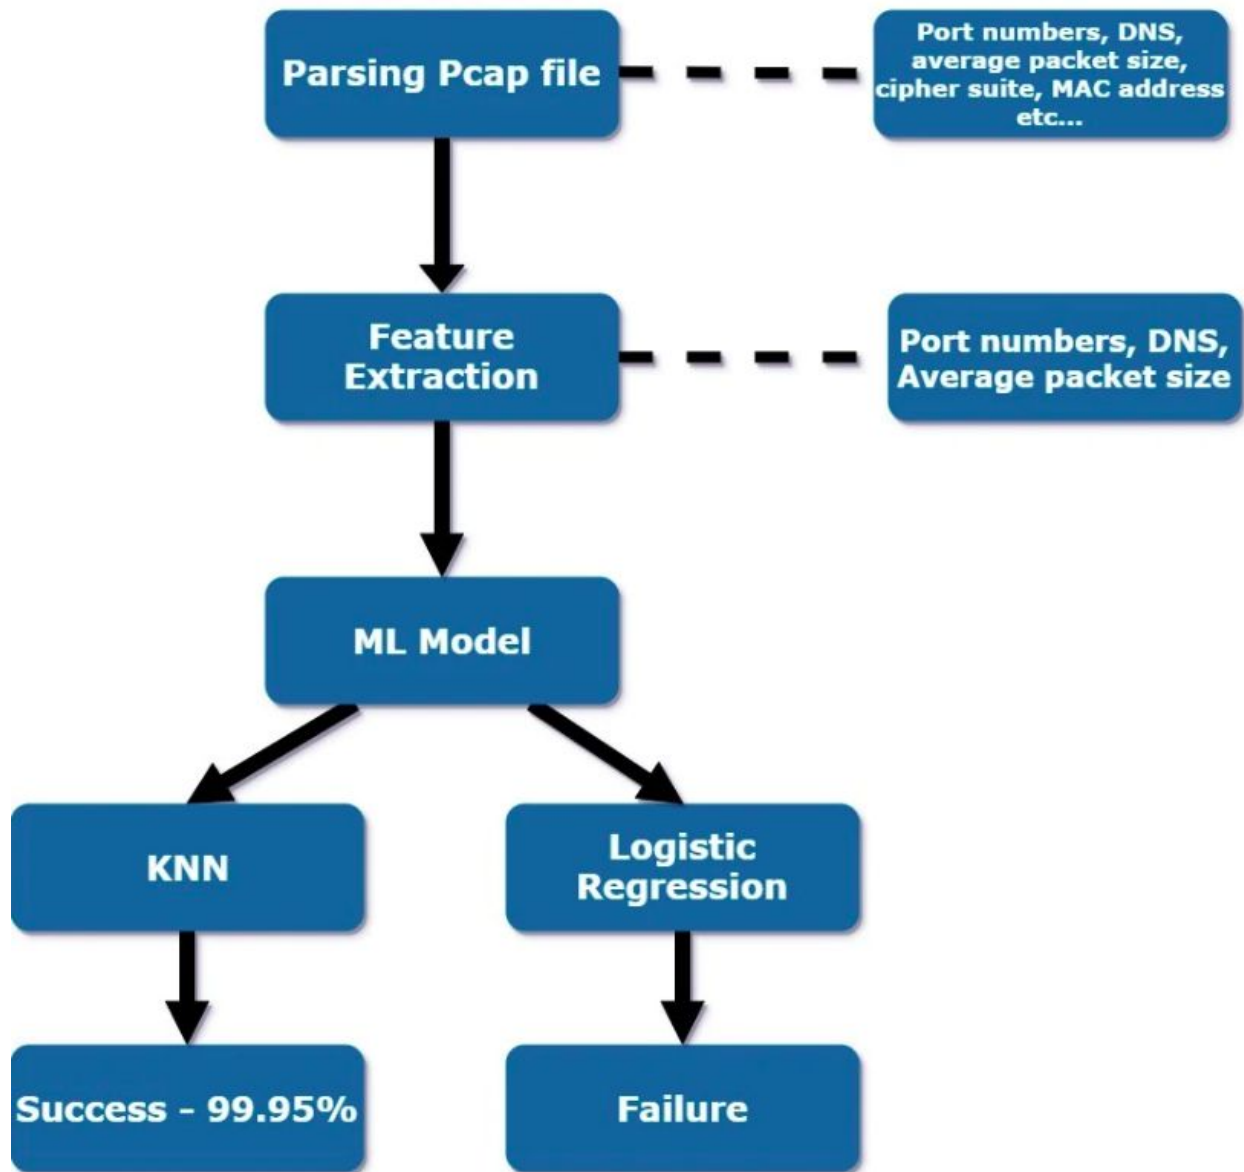 Parsing Pcap file
Port numbers, DNS,
average packet size,
cipher suite, MAC address
etc...
Feature
Extraction
Port numbers, DNS,
Average packet size
ML Model
KNN
Logistic
Regression
Success - 99.95%
Failure